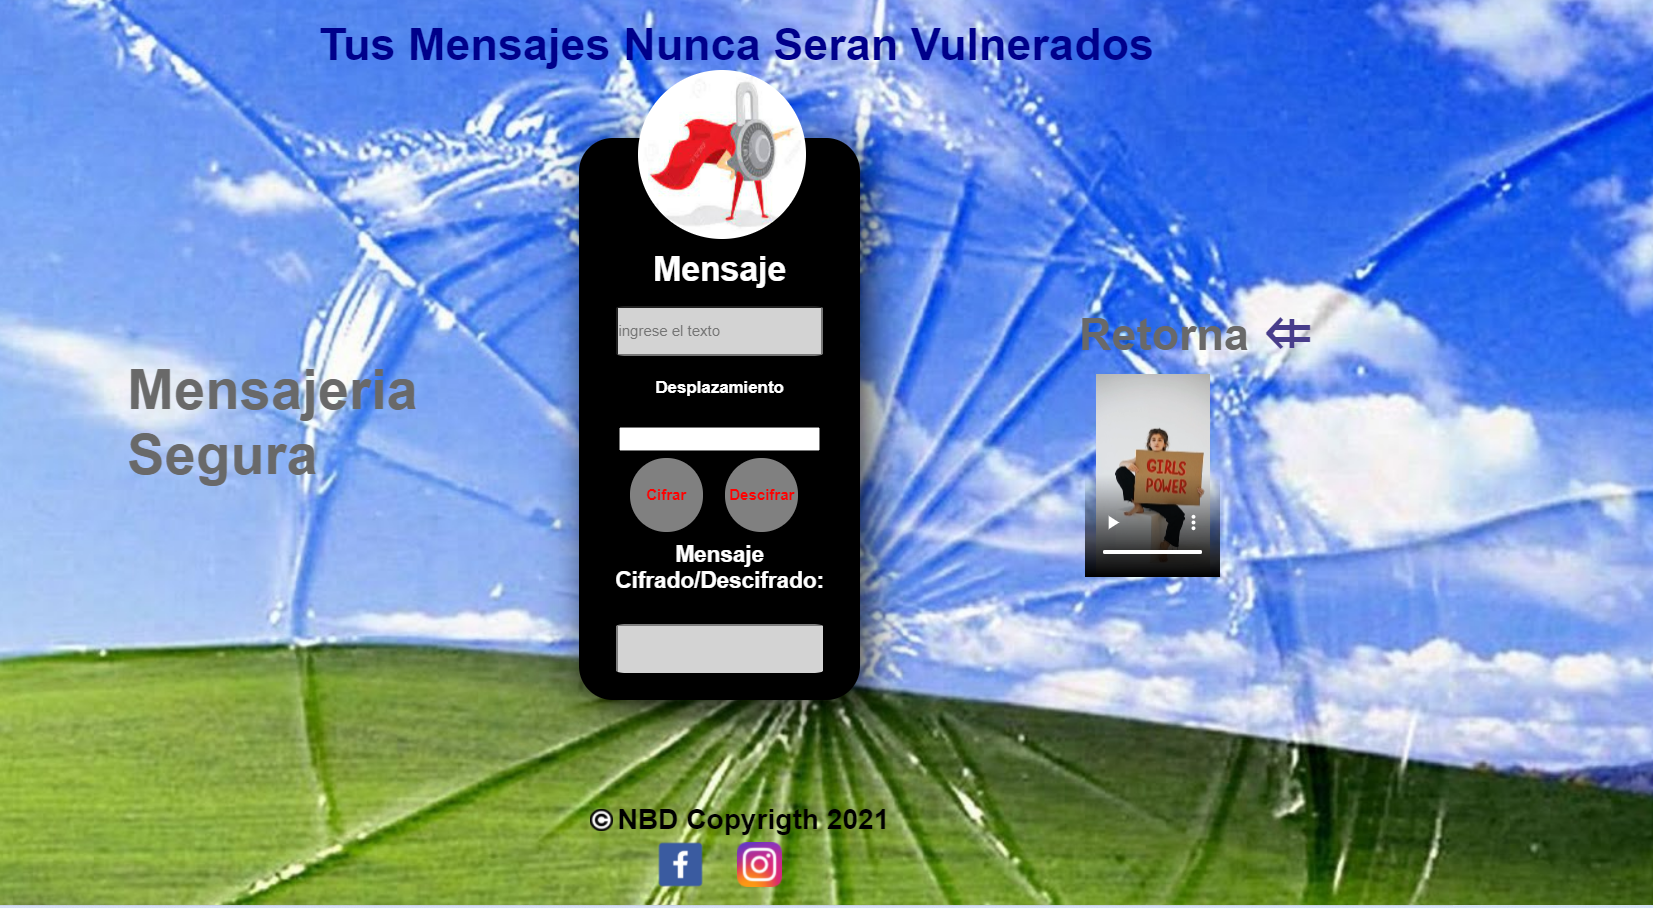 Tus Mensajes Nunca Seran Vulnerados
Mensaje
ingrese el texto
Desplazamiento
Cifrar
Descifrar
Mensaje
Cifrado/Descifrado:
Mensajeria
Segura
Retorna ⇚
GIRLS
POWER
© NBD Copyrigth 2021